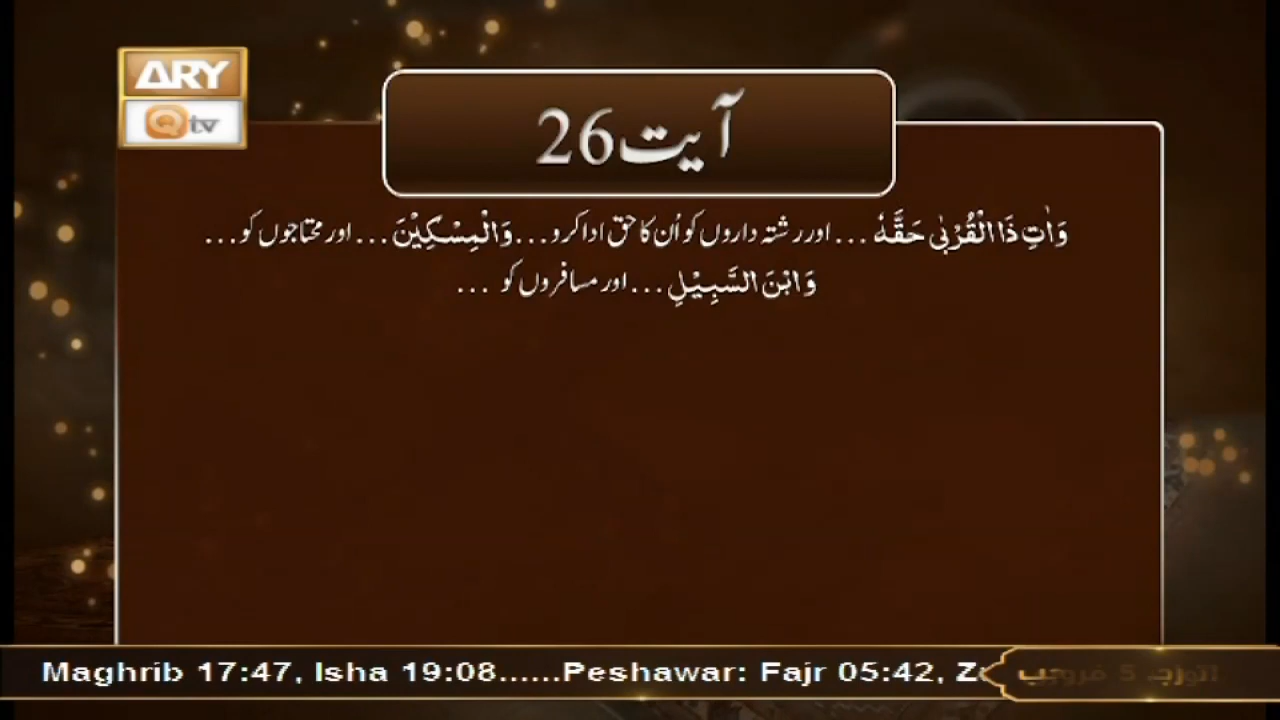 ARY
Qtv
آیت 26
وَاٰتِ ذَا الْقُرْبٰی حَقَّهٗ ... اور رشتہ داروں کو اُن کا حق ادا کرو... وَالْمِسْكِیْنَ ... اور محتاجوں کو ...
وَابْنَ السَّبِیْلِ ... اور مسافروں کو ...
Maghrib 17:47, Isha 19:08......Peshawar: Fajr 05:42,